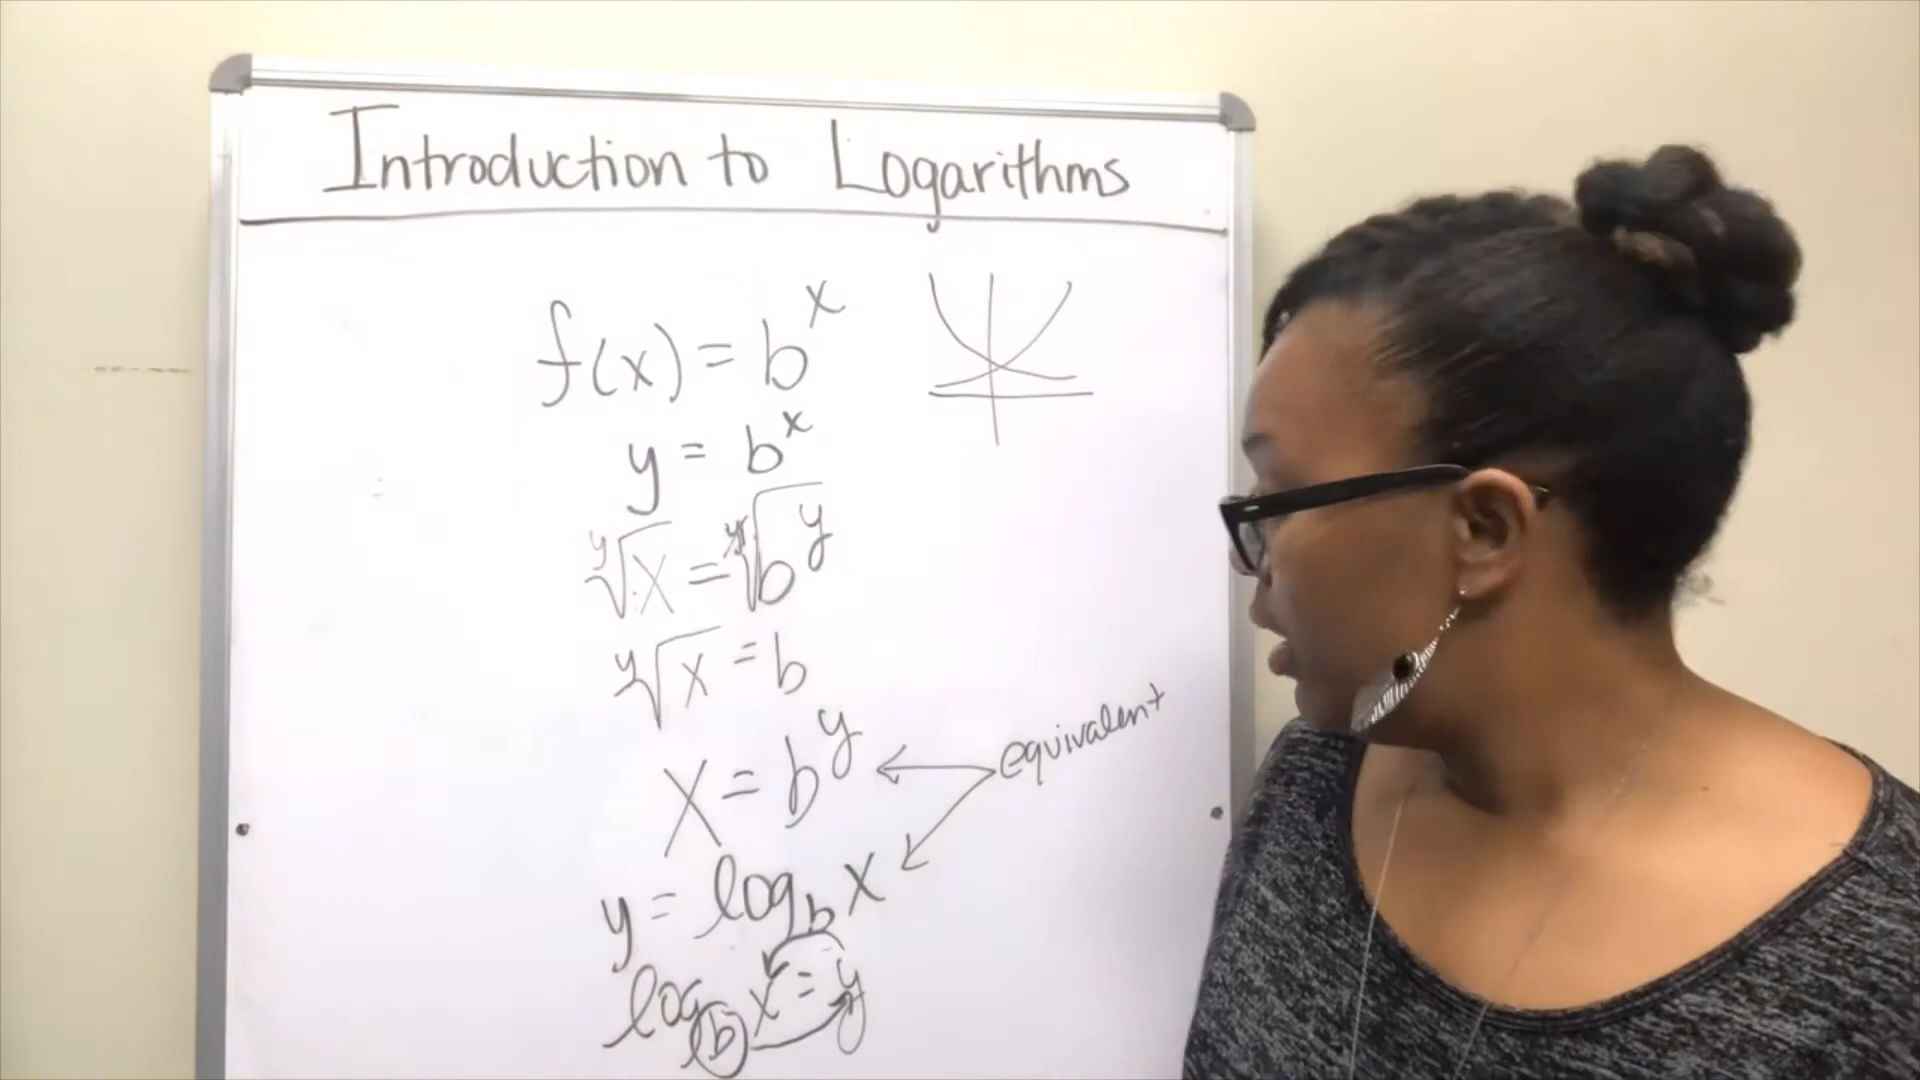 Introduction to Logarithms
f(x) = b^x
y = b^x
ʸ√x = ʸ√b^y
ʸ√x = b
x = b^y
equivalent
y = log_b x
log_b x = y